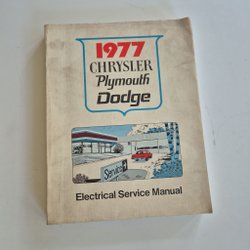 1977
CHRYSLER
Plymouth
Dodge
Service
Electrical Service Manual